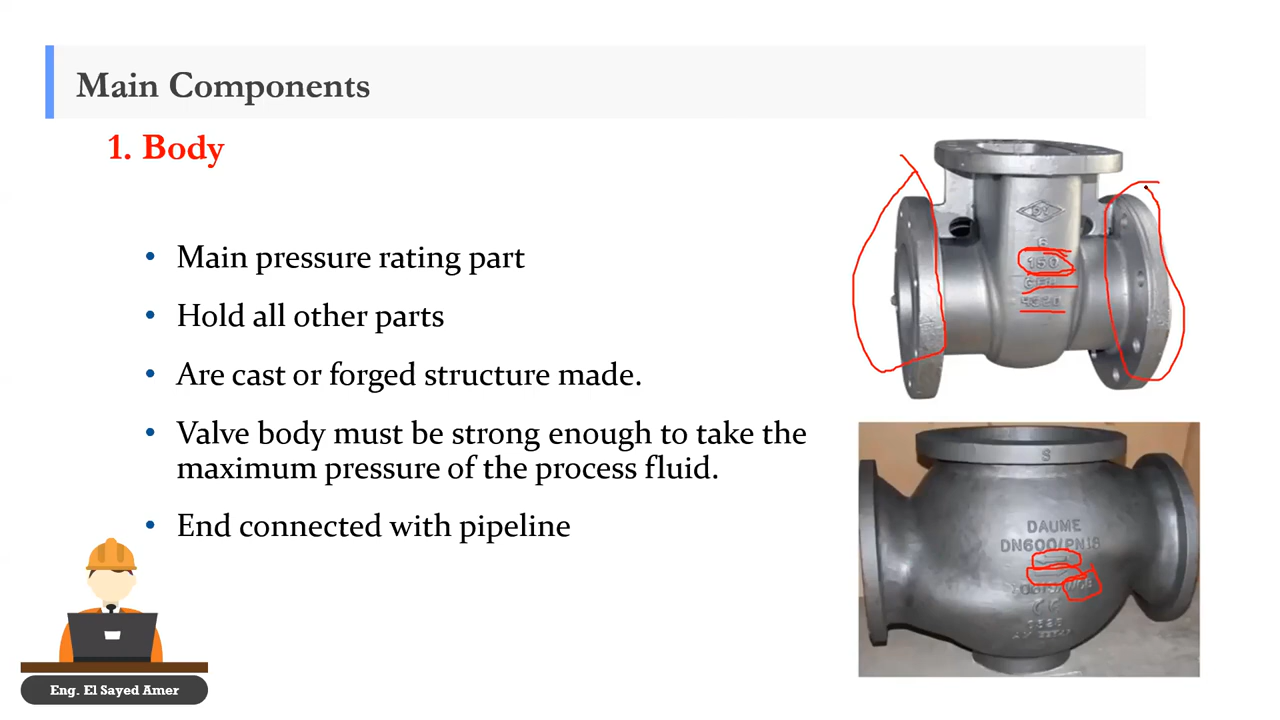 Main Components
1. Body
• Main pressure rating part
• Hold all other parts
• Are cast or forged structure made.
• Valve body must be strong enough to take the
maximum pressure of the process fluid.
• End connected with pipeline
Eng. El Sayed Amer
6
150
S
DAUME
DN600/PN16
WCB